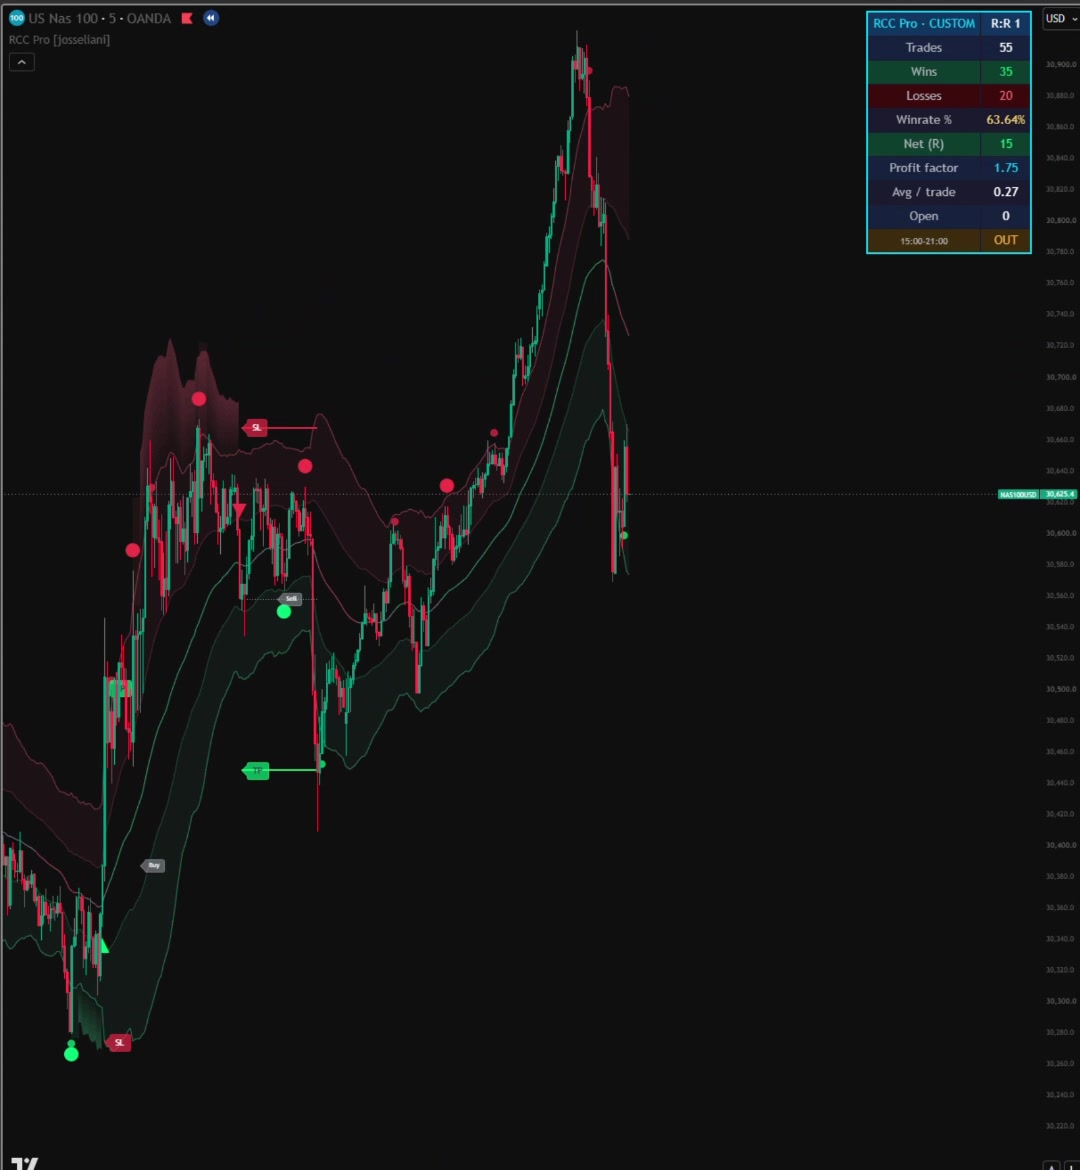 100 US Nas 100 · 5 · OANDA
RCC Pro [josseliani]
RCC Pro - CUSTOM R:R 1
Trades 55
Wins 35
Losses 20
Winrate % 63.64%
Net (R) 15
Profit factor 1.75
Avg / trade 0.27
Open 0
15:00-21:00 OUT
USD
30,900.0
30,880.0
30,860.0
30,840.0
30,820.0
30,800.0
30,780.0
30,760.0
30,740.0
30,720.0
30,700.0
30,680.0
SL
30,660.0
30,640.0
NAS100USD 30,625.4
30,600.0
30,580.0
Sell
30,560.0
30,540.0
30,520.0
30,500.0
30,480.0
30,460.0
TP
30,440.0
30,420.0
30,400.0
Buy
30,380.0
30,360.0
30,340.0
30,320.0
30,300.0
30,280.0
SL
30,260.0
30,240.0
30,220.0